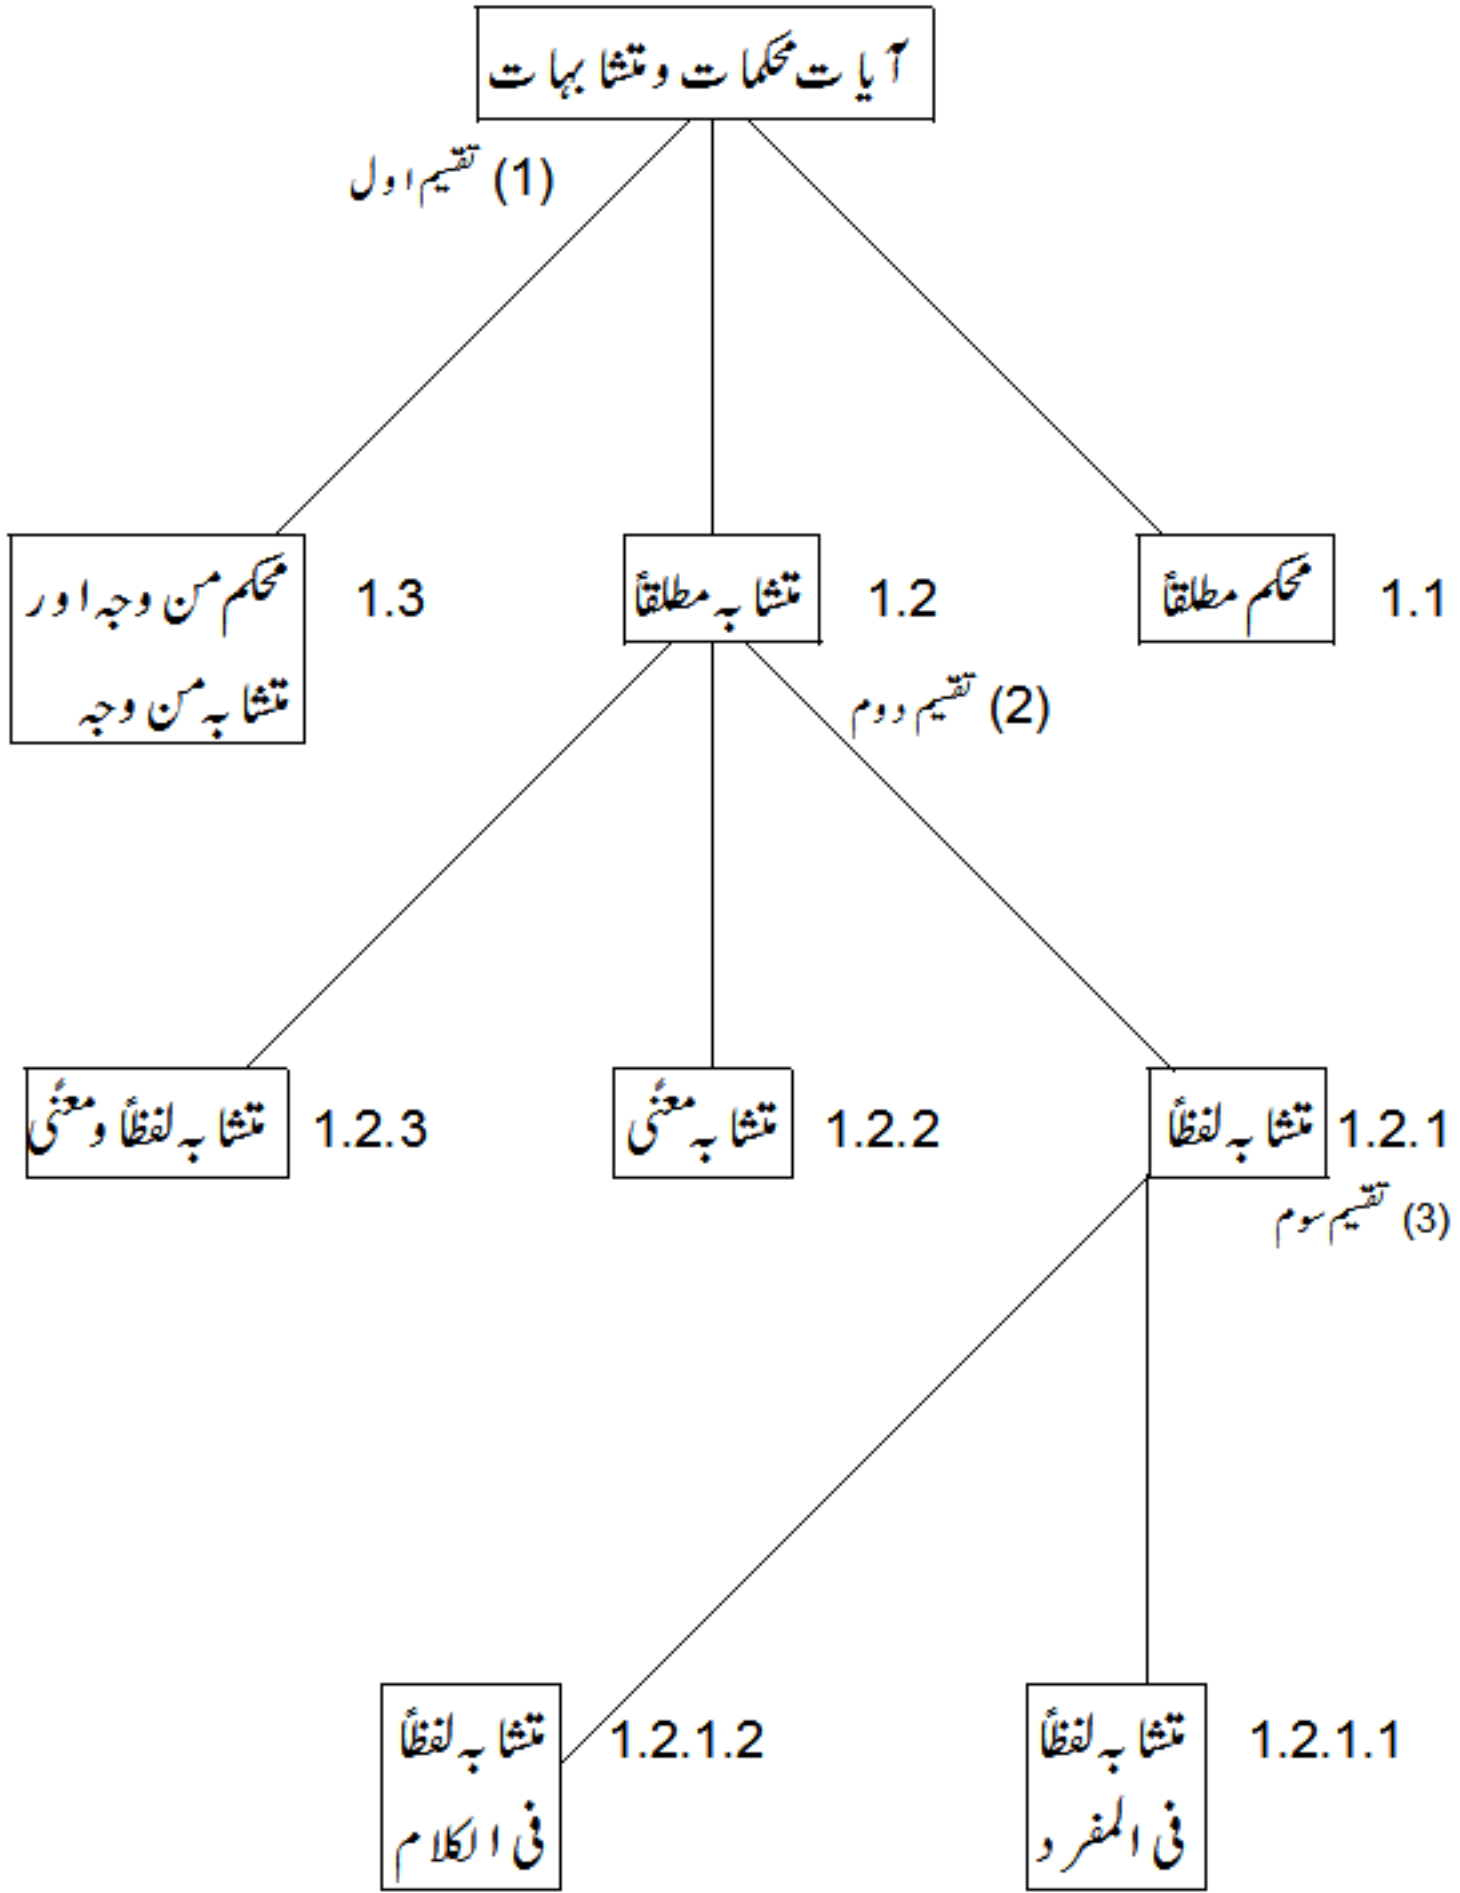 آیات محکمات و متشابہات
(1) تقسیم اول
1.1 محکم مطلقاً
1.2 متشابہ مطلقاً
1.3 محکم من وجہ اور
متشابہ من وجہ
(2) تقسیم دوم
1.2.1 متشابہ لفظاً
1.2.2 متشابہ معنًی
1.2.3 متشابہ لفظاً و معنًی
(3) تقسیم سوم
1.2.1.1 متشابہ لفظاً
فی المفرد
1.2.1.2 متشابہ لفظاً
فی الکلام